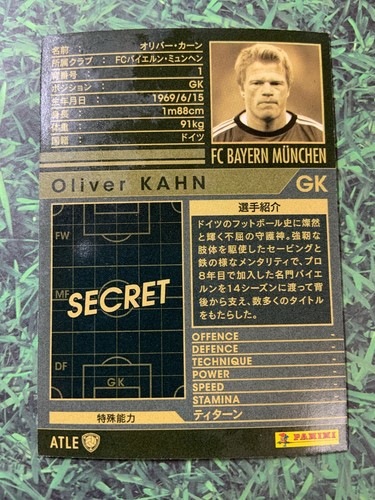 名前 : オリバー・カーン
所属クラブ : FCバイエルン・ミュンヘン
背番号 : 1
ポジション : GK
生年月日 : 1969/6/15
身長 : 1m88cm
体重 : 91kg
国籍 : ドイツ
FC BAYERN MÜNCHEN
Oliver KAHN
GK
FW
MF
DF
GK
SECRET
選手紹介
ドイツのフットボール史に燦然
と輝く不屈の守護神。強靭な
肢体を駆使したセービングと
鉄の様なメンタリティで、プロ
8年目で加入した名門バイエ
ルンを14シーズンに渡って背
後から支え、数多くのタイトル
をもたらした。
OFFENCE -
DEFENCE -
TECHNIQUE -
POWER -
SPEED -
STAMINA -
特殊能力
ティターン
ATLE
PANINI